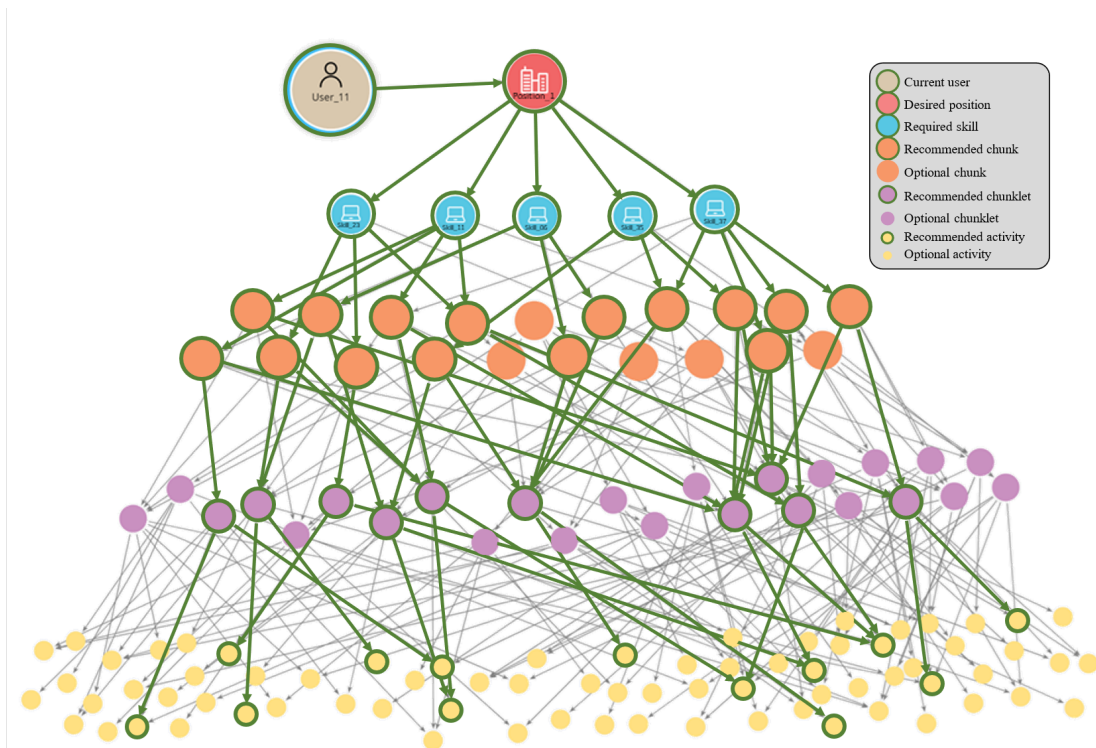 User_11
Position_1
Current user
Desired position
Required skill
Recommended chunk
Optional chunk
Recommended chunklet
Optional chunklet
Recommended activity
Optional activity
Skill_23
Skill_11
Skill_06
Skill_35
Skill_37